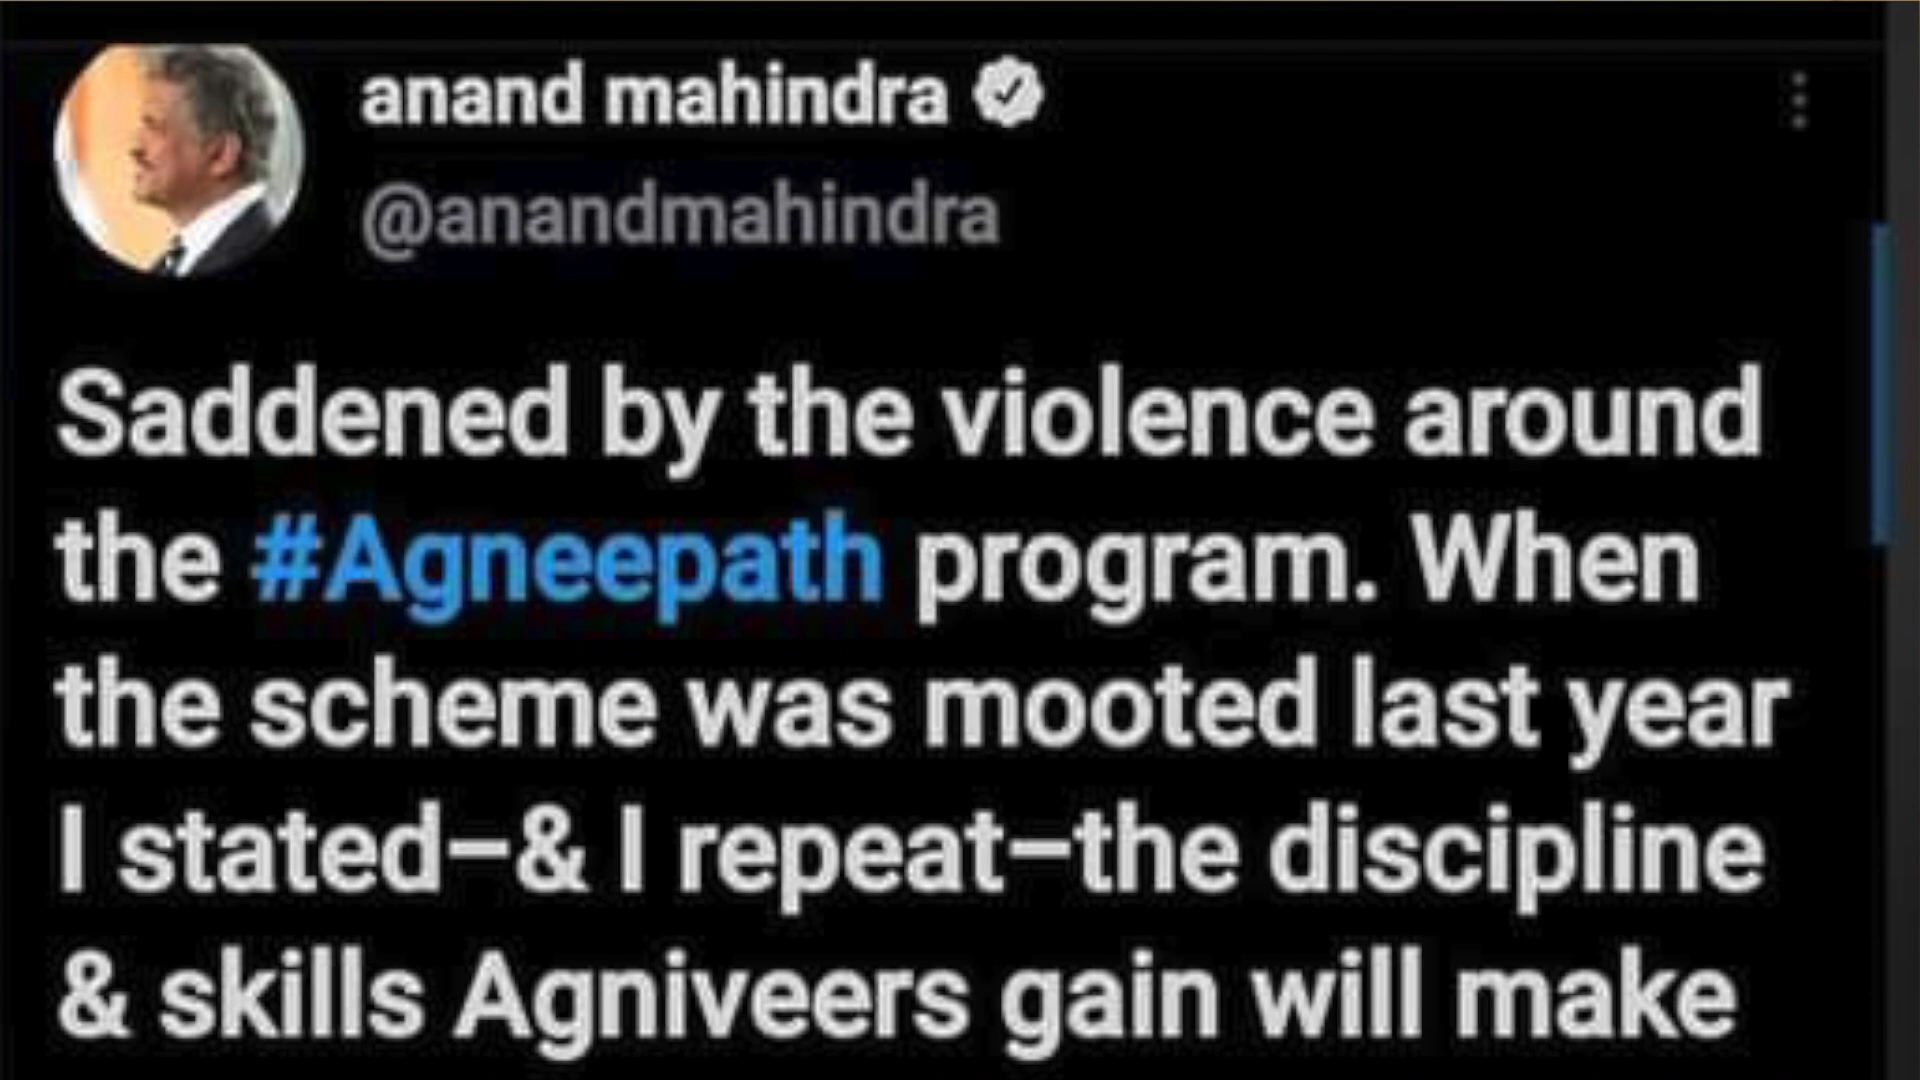 anand mahindra
@anandmahindra
Saddened by the violence around
the #Agneepath program. When
the scheme was mooted last year
I stated–& I repeat–the discipline
& skills Agniveers gain will make